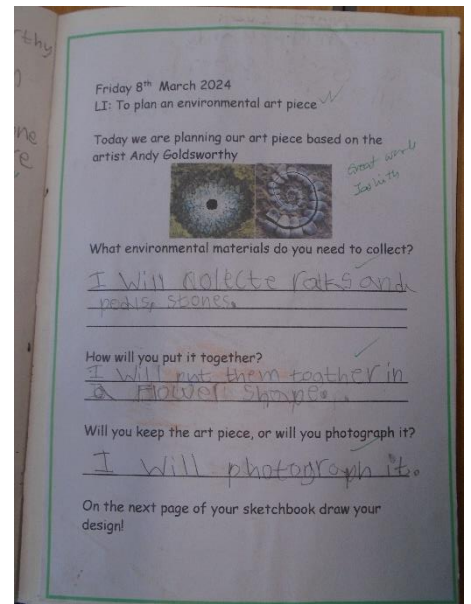 Friday 8th March 2024
LI: To plan an environmental art piece
Today we are planning our art piece based on the
artist Andy Goldsworthy
Great work
What environmental materials do you need to collect?
I Will colecte rocks and
stones.
How will you put it together?
I Will put them togther in
a flower shape.
Will you keep the art piece, or will you photograph it?
I Will photograph it.
On the next page of your sketchbook draw your
design!